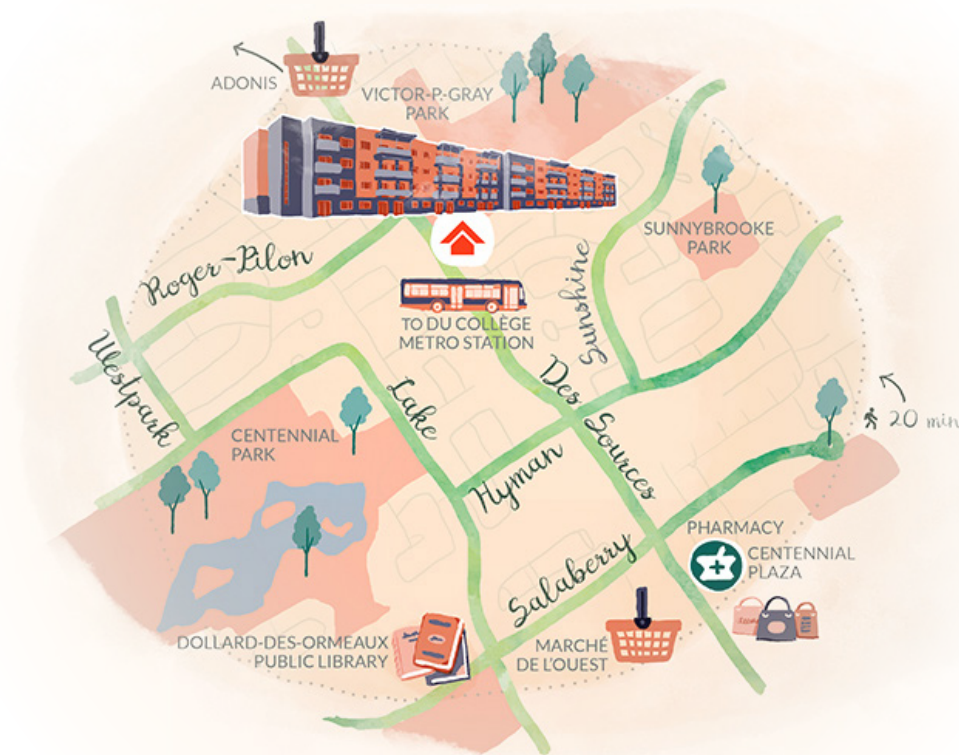 ADONIS
VICTOR-P.-GRAY
PARK
SUNNYBROOKE
PARK
Roger-Pilon
Sunshine
TO DU COLLÈGE
METRO STATION
Westpark
Lake
Des Sources
20 min
CENTENNIAL
PARK
Hyman
PHARMACY
CENTENNIAL
PLAZA
Salaberry
DOLLARD-DES-ORMEAUX
PUBLIC LIBRARY
MARCHÉ
DE L'OUEST